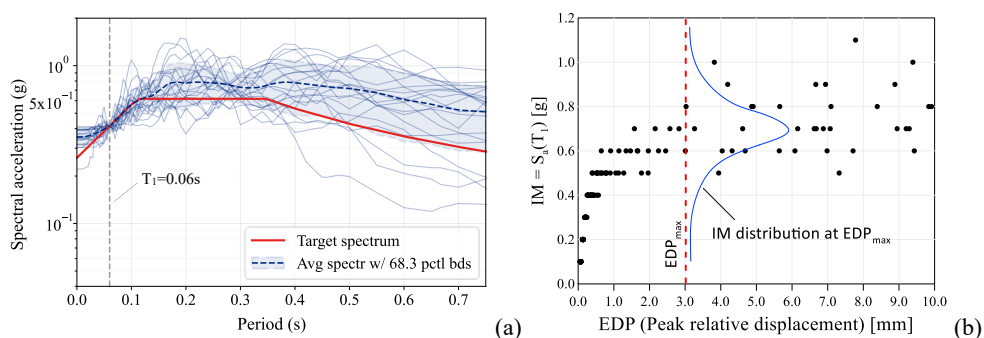 Spectral acceleration (g)
10⁰
5x10⁻¹
10⁻¹
T₁=0.06s
Target spectrum
Avg spectr w/ 68.3 pctl bds
0.0 0.1 0.2 0.3 0.4 0.5 0.6 0.7
Period (s)
(a)
IM = Sₐ(T₁) [g]
1.2
1.0
0.8
0.6
0.4
0.2
0.0
EDPmax
IM distribution at EDPmax
0.0 1.0 2.0 3.0 4.0 5.0 6.0 7.0 8.0 9.0 10.0
EDP (Peak relative displacement) [mm]
(b)